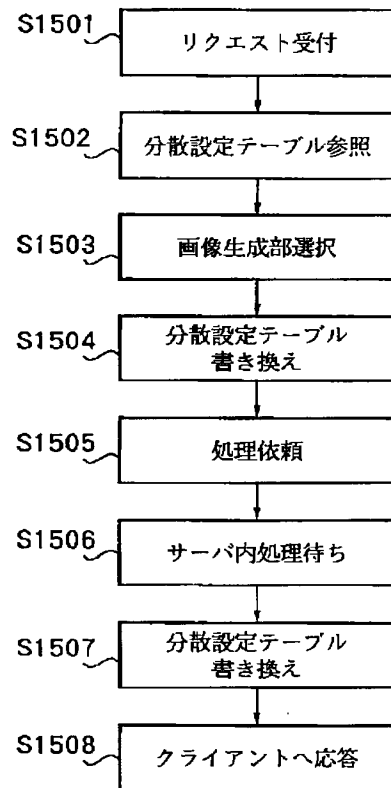 S1501
リクエスト受付
S1502
分散設定テーブル参照
S1503
画像生成部選択
S1504
分散設定テーブル
書き換え
S1505
処理依頼
S1506
サーバ内処理待ち
S1507
分散設定テーブル
書き換え
S1508
クライアントへ応答